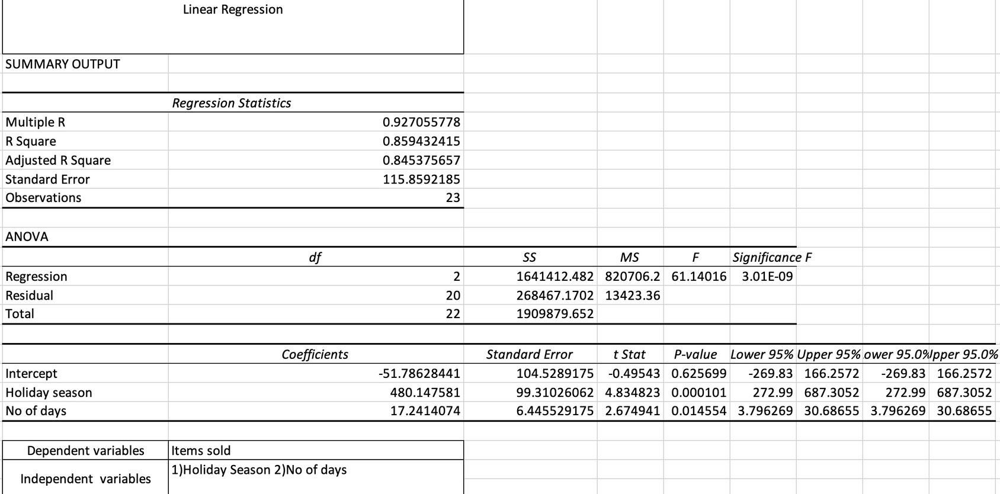 Linear Regression
SUMMARY OUTPUT
Regression Statistics
Multiple R 0.927055778
R Square 0.859432415
Adjusted R Square 0.845375657
Standard Error 115.8592185
Observations 23
ANOVA
df SS MS F Significance F
Regression 2 1641412.482 820706.2 61.14016 3.01E-09
Residual 20 268467.1702 13423.36
Total 22 1909879.652
Coefficients Standard Error t Stat P-value Lower 95% Upper 95% ower 95.0% pper 95.0%
Intercept -51.78628441 104.5289175 -0.49543 0.625699 -269.83 166.2572 -269.83 166.2572
Holiday season 480.147581 99.31026062 4.834823 0.000101 272.99 687.3052 272.99 687.3052
No of days 17.2414074 6.445529175 2.674941 0.014554 3.796269 30.68655 3.796269 30.68655
Dependent variables Items sold
Independent variables 1)Holiday Season 2)No of days